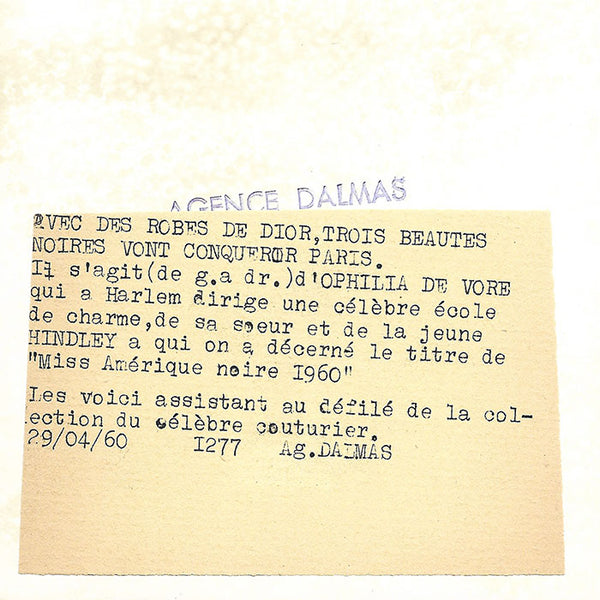 AGENCE DALMAS
AVEC DES ROBES DE DIOR,TROIS BEAUTES
NOIRES VONT CONQUEROR PARIS.
Il s'agit(de g.a dr.)d'OPHILIA DE VORE
qui a Harlem dirige une célèbre école
de charme,de sa soeur et de la jeune
HINDLEY a qui on a décerné le titre de
"Miss Amérique noire I960"
Les voici assistant au défilé de la col-
lection du célèbre couturier.
29/04/60 I277 Ag.DALMAS